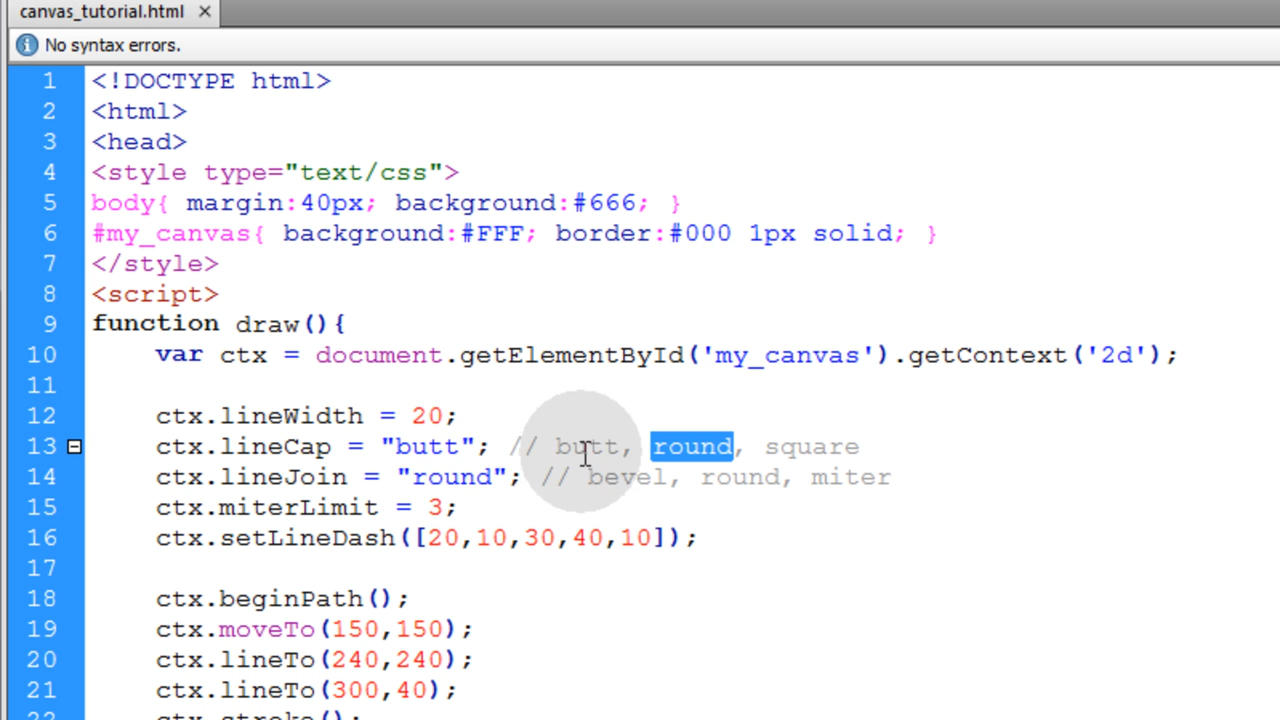 canvas_tutorial.html ×
No syntax errors.
1 <!DOCTYPE html>
2 <html>
3 <head>
4 <style type="text/css">
5 body{ margin:40px; background:#666; }
6 #my_canvas{ background:#FFF; border:#000 1px solid; }
7 </style>
8 <script>
9 function draw(){
10     var ctx = document.getElementById('my_canvas').getContext('2d');
11
12     ctx.lineWidth = 20;
13     ctx.lineCap = "butt"; // butt, round, square
14     ctx.lineJoin = "round"; // bevel, round, miter
15     ctx.miterLimit = 3;
16     ctx.setLineDash([20,10,30,40,10]);
17
18     ctx.beginPath();
19     ctx.moveTo(150,150);
20     ctx.lineTo(240,240);
21     ctx.lineTo(300,40);
22     ctx.stroke();